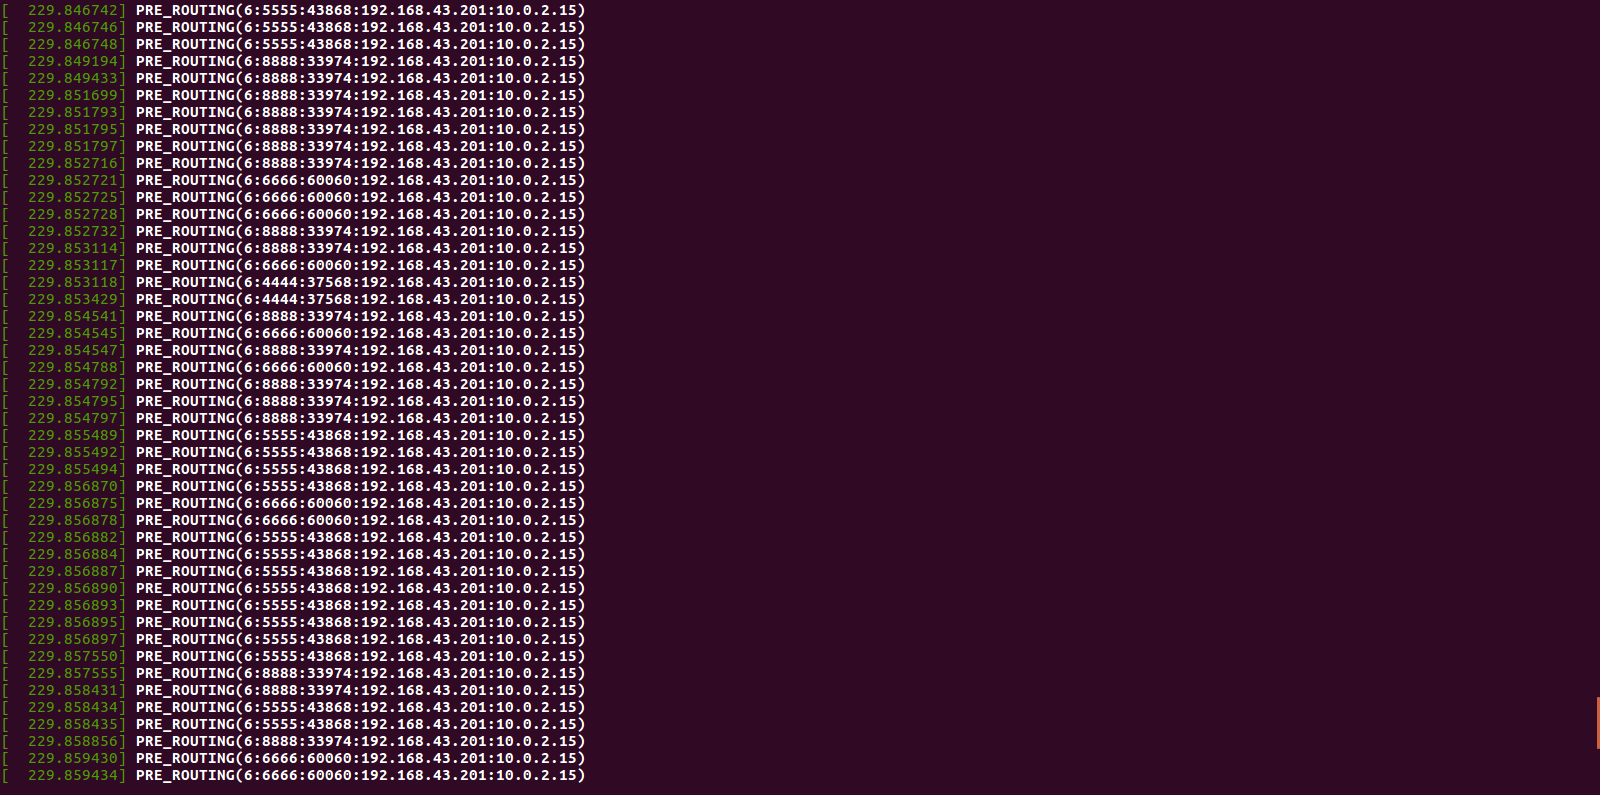 [  229.846742] PRE_ROUTING(6:5555:43868:192.168.43.201:10.0.2.15)
[  229.846746] PRE_ROUTING(6:5555:43868:192.168.43.201:10.0.2.15)
[  229.846748] PRE_ROUTING(6:5555:43868:192.168.43.201:10.0.2.15)
[  229.849194] PRE_ROUTING(6:8888:33974:192.168.43.201:10.0.2.15)
[  229.849433] PRE_ROUTING(6:8888:33974:192.168.43.201:10.0.2.15)
[  229.851699] PRE_ROUTING(6:8888:33974:192.168.43.201:10.0.2.15)
[  229.851793] PRE_ROUTING(6:8888:33974:192.168.43.201:10.0.2.15)
[  229.851795] PRE_ROUTING(6:8888:33974:192.168.43.201:10.0.2.15)
[  229.851797] PRE_ROUTING(6:8888:33974:192.168.43.201:10.0.2.15)
[  229.852716] PRE_ROUTING(6:8888:33974:192.168.43.201:10.0.2.15)
[  229.852721] PRE_ROUTING(6:6666:60060:192.168.43.201:10.0.2.15)
[  229.852725] PRE_ROUTING(6:6666:60060:192.168.43.201:10.0.2.15)
[  229.852728] PRE_ROUTING(6:6666:60060:192.168.43.201:10.0.2.15)
[  229.852732] PRE_ROUTING(6:8888:33974:192.168.43.201:10.0.2.15)
[  229.853114] PRE_ROUTING(6:8888:33974:192.168.43.201:10.0.2.15)
[  229.853117] PRE_ROUTING(6:6666:60060:192.168.43.201:10.0.2.15)
[  229.853118] PRE_ROUTING(6:4444:37568:192.168.43.201:10.0.2.15)
[  229.853429] PRE_ROUTING(6:4444:37568:192.168.43.201:10.0.2.15)
[  229.854541] PRE_ROUTING(6:8888:33974:192.168.43.201:10.0.2.15)
[  229.854545] PRE_ROUTING(6:6666:60060:192.168.43.201:10.0.2.15)
[  229.854547] PRE_ROUTING(6:8888:33974:192.168.43.201:10.0.2.15)
[  229.854788] PRE_ROUTING(6:6666:60060:192.168.43.201:10.0.2.15)
[  229.854792] PRE_ROUTING(6:8888:33974:192.168.43.201:10.0.2.15)
[  229.854795] PRE_ROUTING(6:8888:33974:192.168.43.201:10.0.2.15)
[  229.854797] PRE_ROUTING(6:8888:33974:192.168.43.201:10.0.2.15)
[  229.855489] PRE_ROUTING(6:5555:43868:192.168.43.201:10.0.2.15)
[  229.855492] PRE_ROUTING(6:5555:43868:192.168.43.201:10.0.2.15)
[  229.855494] PRE_ROUTING(6:5555:43868:192.168.43.201:10.0.2.15)
[  229.856870] PRE_ROUTING(6:5555:43868:192.168.43.201:10.0.2.15)
[  229.856875] PRE_ROUTING(6:6666:60060:192.168.43.201:10.0.2.15)
[  229.856878] PRE_ROUTING(6:6666:60060:192.168.43.201:10.0.2.15)
[  229.856882] PRE_ROUTING(6:5555:43868:192.168.43.201:10.0.2.15)
[  229.856884] PRE_ROUTING(6:5555:43868:192.168.43.201:10.0.2.15)
[  229.856887] PRE_ROUTING(6:5555:43868:192.168.43.201:10.0.2.15)
[  229.856890] PRE_ROUTING(6:5555:43868:192.168.43.201:10.0.2.15)
[  229.856893] PRE_ROUTING(6:5555:43868:192.168.43.201:10.0.2.15)
[  229.856895] PRE_ROUTING(6:5555:43868:192.168.43.201:10.0.2.15)
[  229.856897] PRE_ROUTING(6:5555:43868:192.168.43.201:10.0.2.15)
[  229.857550] PRE_ROUTING(6:5555:43868:192.168.43.201:10.0.2.15)
[  229.857555] PRE_ROUTING(6:8888:33974:192.168.43.201:10.0.2.15)
[  229.858431] PRE_ROUTING(6:8888:33974:192.168.43.201:10.0.2.15)
[  229.858434] PRE_ROUTING(6:5555:43868:192.168.43.201:10.0.2.15)
[  229.858435] PRE_ROUTING(6:5555:43868:192.168.43.201:10.0.2.15)
[  229.858856] PRE_ROUTING(6:8888:33974:192.168.43.201:10.0.2.15)
[  229.859430] PRE_ROUTING(6:6666:60060:192.168.43.201:10.0.2.15)
[  229.859434] PRE_ROUTING(6:6666:60060:192.168.43.201:10.0.2.15)